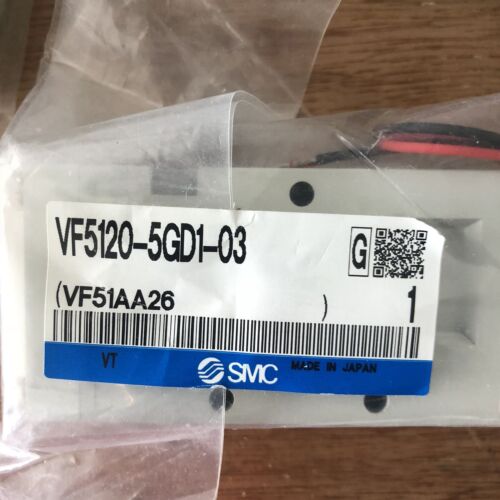 VF5120-5GD1-03
G
(VF51AA26 )
1
VT
SMC
MADE IN JAPAN